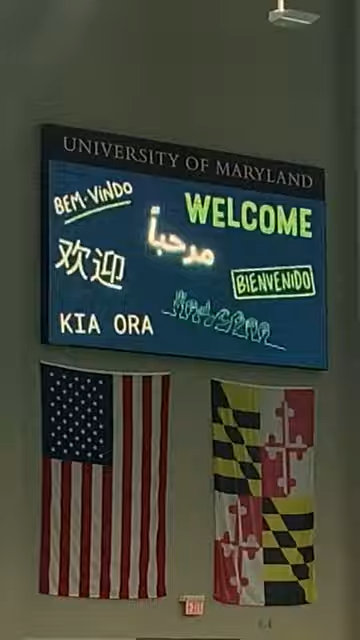 UNIVERSITY OF MARYLAND
BEM-VINDO
WELCOME
مرحباً
欢迎
BIENVENIDO
KIA ORA
EXIT